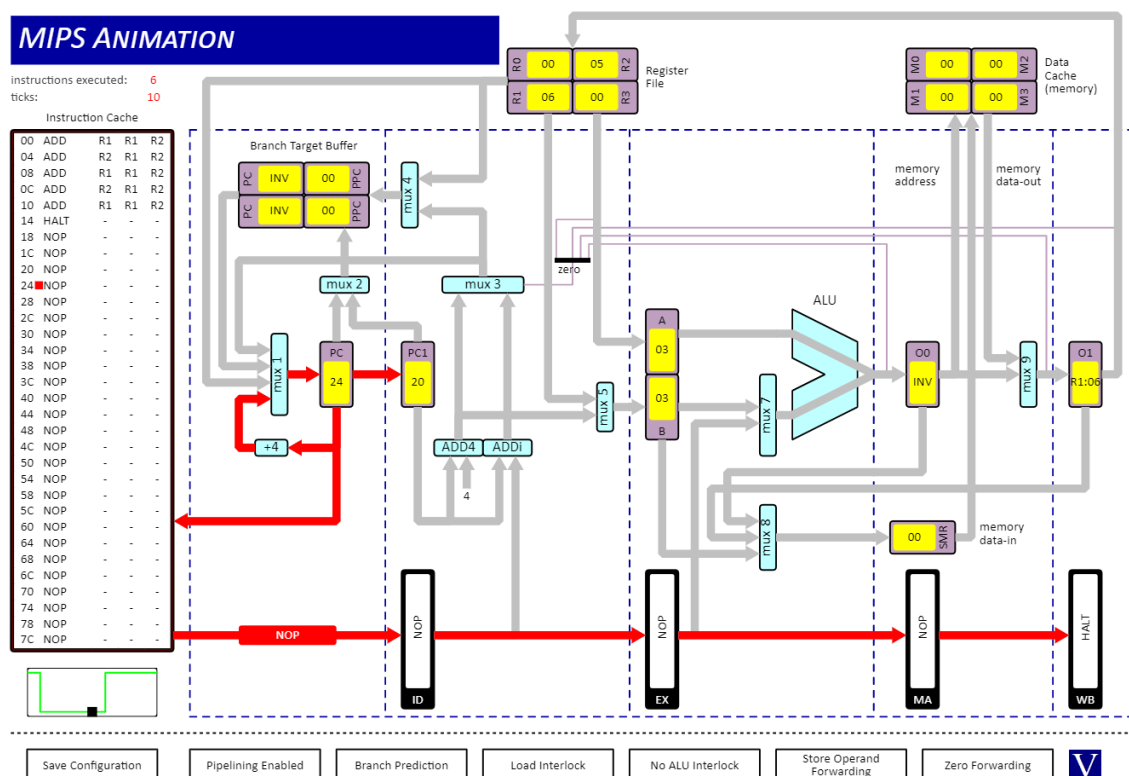 MIPS ANIMATION
instructions executed: 6
ticks: 10
Instruction Cache
00 ADD R1 R1 R2
04 ADD R2 R1 R2
08 ADD R1 R1 R2
0C ADD R2 R1 R2
10 ADD R1 R1 R2
14 HALT - - -
18 NOP - - -
1C NOP - - -
20 NOP - - -
24 NOP - - -
28 NOP - - -
2C NOP - - -
30 NOP - - -
34 NOP - - -
38 NOP - - -
3C NOP - - -
40 NOP - - -
44 NOP - - -
48 NOP - - -
4C NOP - - -
50 NOP - - -
54 NOP - - -
58 NOP - - -
5C NOP - - -
60 NOP - - -
64 NOP - - -
68 NOP - - -
6C NOP - - -
70 NOP - - -
74 NOP - - -
78 NOP - - -
7C NOP - - -
R0 00 05 R2
R1 06 00 R3
Register
File
M0 00 00 M2
M1 00 00 M3
Data
Cache
(memory)
Branch Target Buffer
PC INV 00 PPC
PC INV 00 PPC
mux 4
memory
address
memory
data-out
zero
mux 2
mux 3
ALU
mux 1
PC
24
PC1
20
A
03
03
B
mux 5
mux 7
O0
INV
mux 9
O1
R1:06
+4
ADD4
ADDi
4
mux 8
00 SMR
memory
data-in
NOP
NOP
ID
NOP
EX
NOP
MA
HALT
WB
Save Configuration
Pipelining Enabled
Branch Prediction
Load Interlock
No ALU Interlock
Store Operand
Forwarding
Zero Forwarding
V